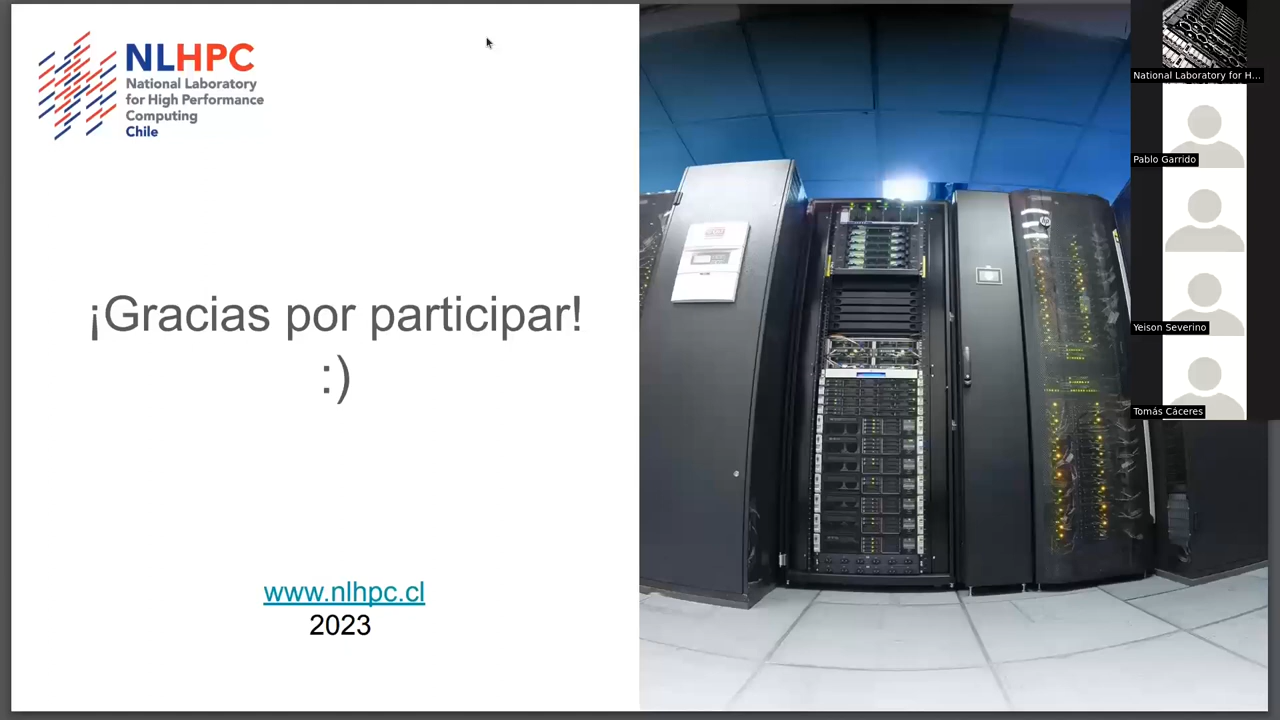 NLHPC
National Laboratory
for High Performance
Computing
Chile
¡Gracias por participar!
:)
www.nlhpc.cl
2023
hp
National Laboratory for H...
Pablo Garrido
Yeison Severino
Tomás Cáceres